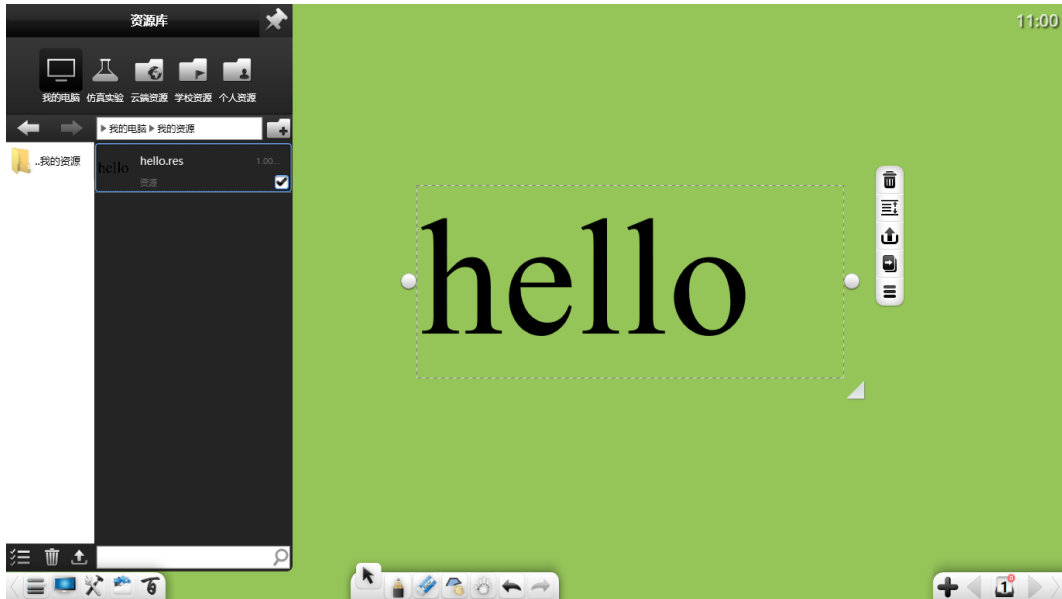 资源库
11:00
我的电脑 仿真实验 云端资源 学校资源 个人资源
我的电脑 我的资源
..我的资源
hello.res 1.00...
hello
资源
hello
1
0